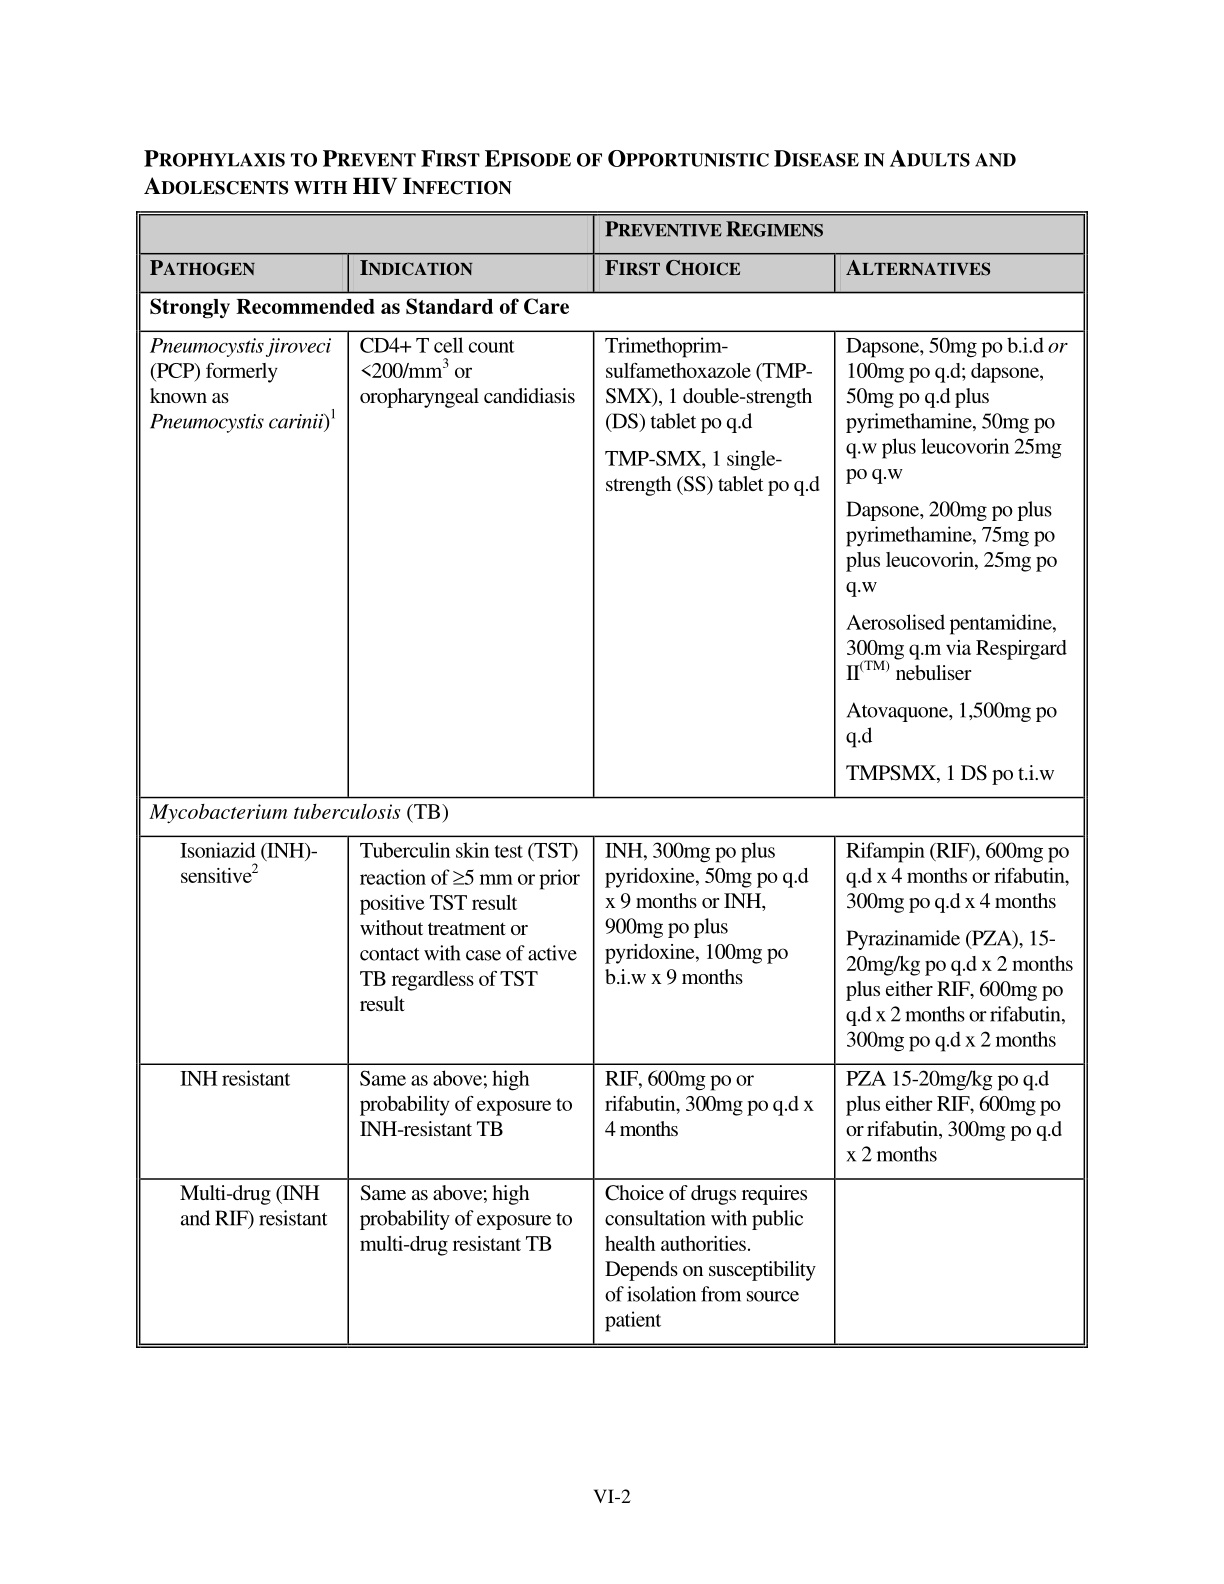 PROPHYLAXIS TO PREVENT FIRST EPISODE OF OPPORTUNISTIC DISEASE IN ADULTS AND
ADOLESCENTS WITH HIV INFECTION
PREVENTIVE REGIMENS
PATHOGEN
INDICATION
FIRST CHOICE
ALTERNATIVES
Strongly Recommended as Standard of Care
Pneumocystis jiroveci
(PCP) formerly
known as
Pneumocystis carinii)1
CD4+ T cell count
<200/mm3 or
oropharyngeal candidiasis
Trimethoprim-
sulfamethoxazole (TMP-
SMX), 1 double-strength
(DS) tablet po q.d
TMP-SMX, 1 single-
strength (SS) tablet po q.d
Dapsone, 50mg po b.i.d or
100mg po q.d; dapsone,
50mg po q.d plus
pyrimethamine, 50mg po
q.w plus leucovorin 25mg
po q.w
Dapsone, 200mg po plus
pyrimethamine, 75mg po
plus leucovorin, 25mg po
q.w
Aerosolised pentamidine,
300mg q.m via Respirgard
II(TM) nebuliser
Atovaquone, 1,500mg po
q.d
TMPSMX, 1 DS po t.i.w
Mycobacterium tuberculosis (TB)
Isoniazid (INH)-
sensitive2
Tuberculin skin test (TST)
reaction of ≥5 mm or prior
positive TST result
without treatment or
contact with case of active
TB regardless of TST
result
INH, 300mg po plus
pyridoxine, 50mg po q.d
x 9 months or INH,
900mg po plus
pyridoxine, 100mg po
b.i.w x 9 months
Rifampin (RIF), 600mg po
q.d x 4 months or rifabutin,
300mg po q.d x 4 months
Pyrazinamide (PZA), 15-
20mg/kg po q.d x 2 months
plus either RIF, 600mg po
q.d x 2 months or rifabutin,
300mg po q.d x 2 months
INH resistant
Same as above; high
probability of exposure to
INH-resistant TB
RIF, 600mg po or
rifabutin, 300mg po q.d x
4 months
PZA 15-20mg/kg po q.d
plus either RIF, 600mg po
or rifabutin, 300mg po q.d
x 2 months
Multi-drug (INH
and RIF) resistant
Same as above; high
probability of exposure to
multi-drug resistant TB
Choice of drugs requires
consultation with public
health authorities.
Depends on susceptibility
of isolation from source
patient
VI-2